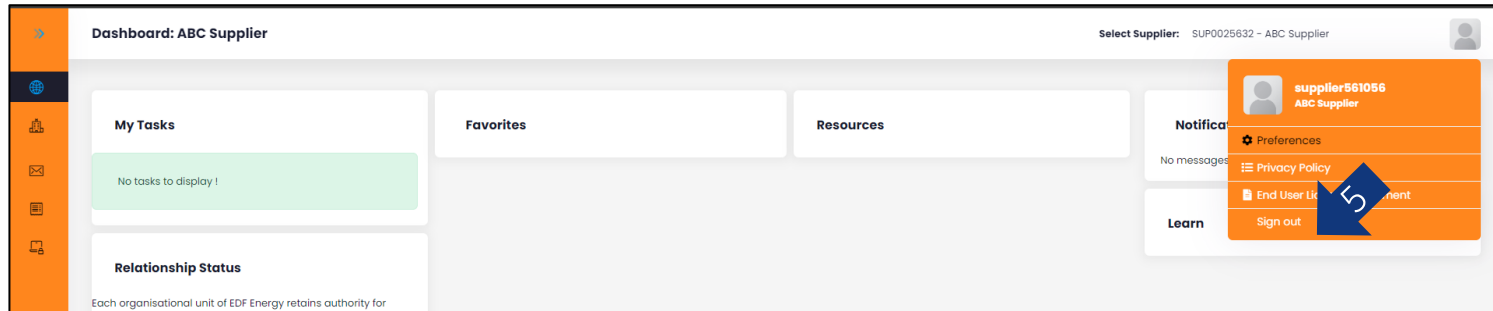 Dashboard: ABC Supplier
Select Supplier: SUP0025632 - ABC Supplier
supplier561056
ABC Supplier
My Tasks
Favorites
Resources
Notificat
Preferences
No messages
Privacy Policy
No tasks to display !
End User Lic ment
5
Learn
Sign out
Relationship Status
Each organisational unit of EDF Energy retains authority for